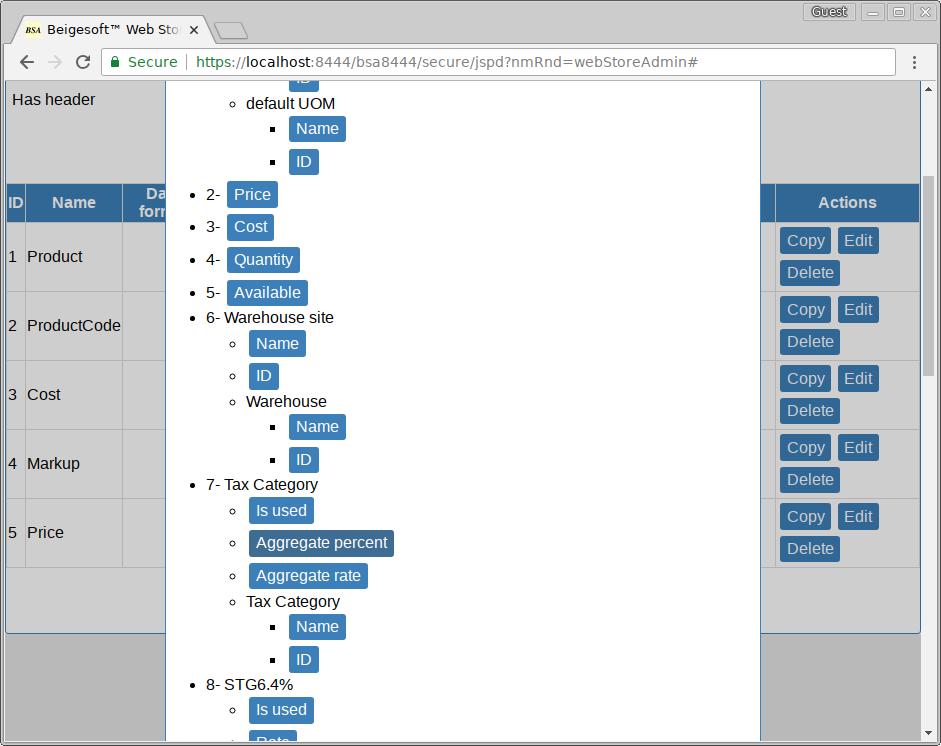 Guest
BSA Beigesoft™ Web Sto
Secure https://localhost:8444/bsa8444/secure/jspd?nmRnd=webStoreAdmin#
Has header
ID Name Da
forr
Actions
1 Product Copy Edit
Delete
2 ProductCode Copy Edit
Delete
3 Cost Copy Edit
Delete
4 Markup Copy Edit
Delete
5 Price Copy Edit
Delete
ID
default UOM
Name
ID
2- Price
3- Cost
4- Quantity
5- Available
6- Warehouse site
Name
ID
Warehouse
Name
ID
7- Tax Category
Is used
Aggregate percent
Aggregate rate
Tax Category
Name
ID
8- STG6.4%
Is used
Rate